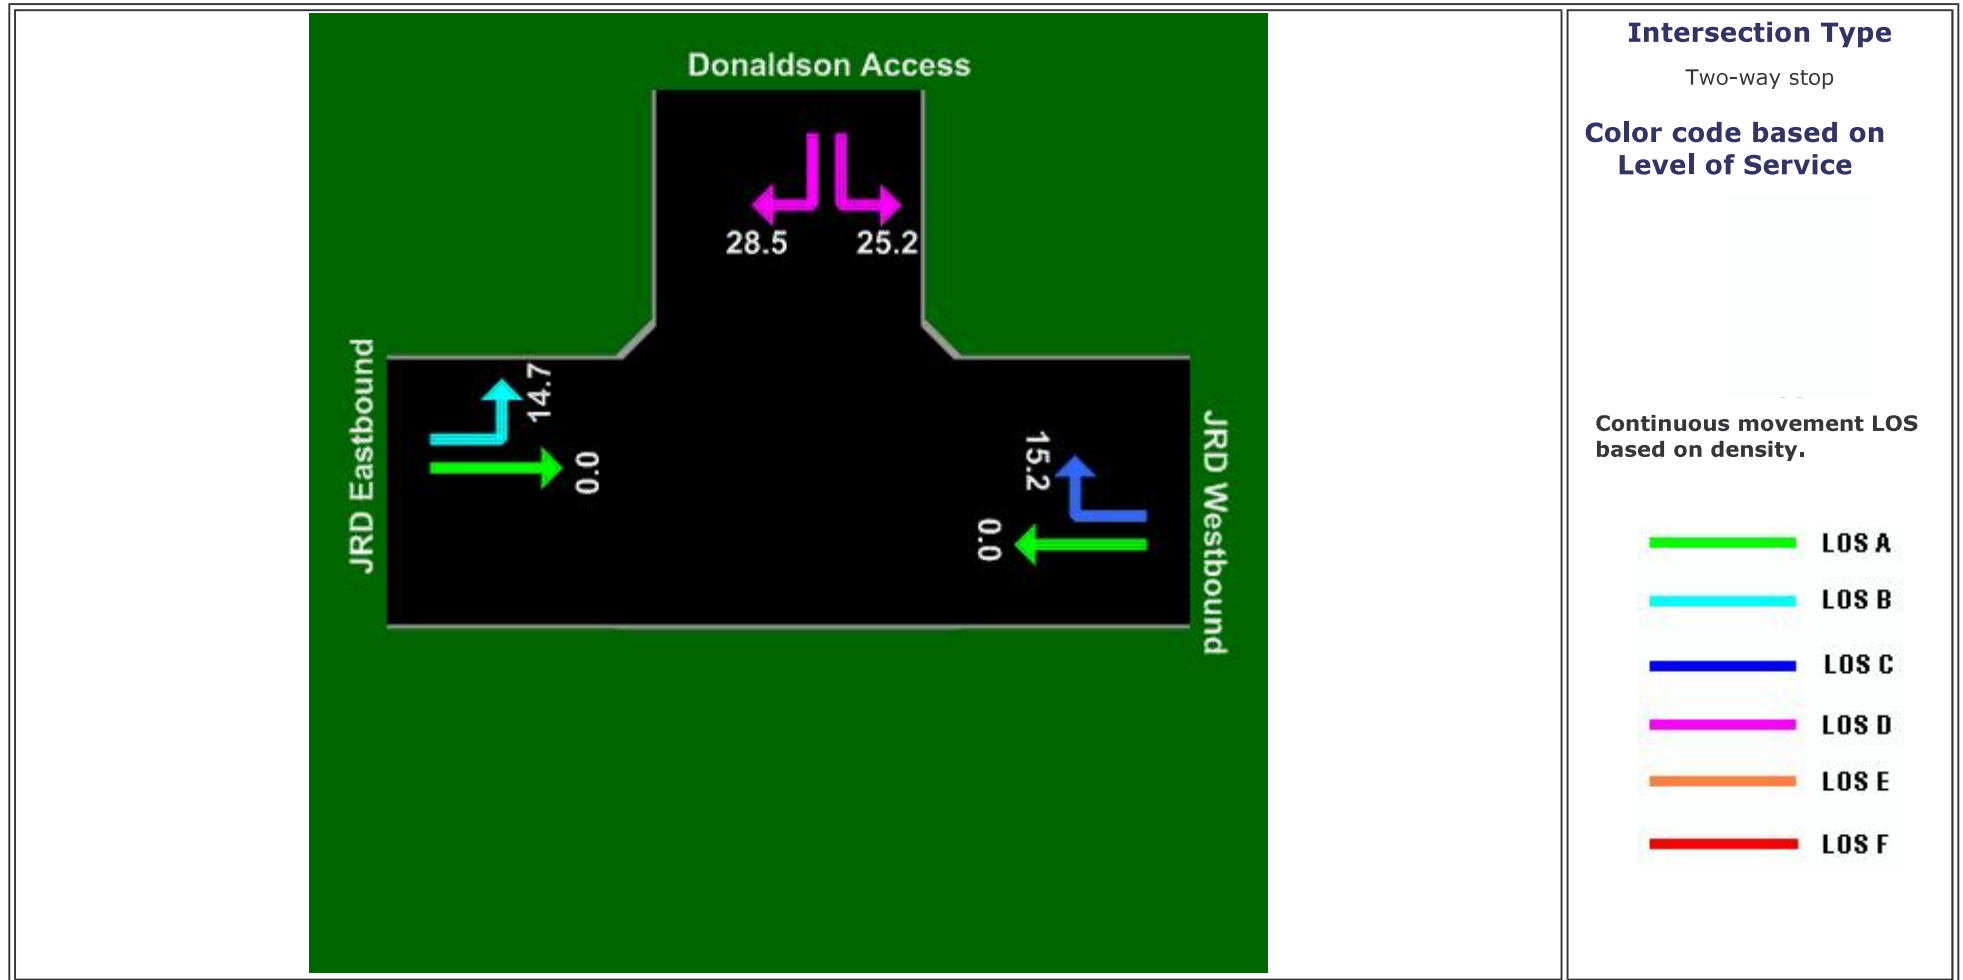 Donaldson Access
28.5
25.2
JRD Eastbound
14.7
0.0
15.2
0.0
JRD Westbound
Intersection Type
Two-way stop
Color code based on
Level of Service
Continuous movement LOS
based on density.
LOS A
LOS B
LOS C
LOS D
LOS E
LOS F